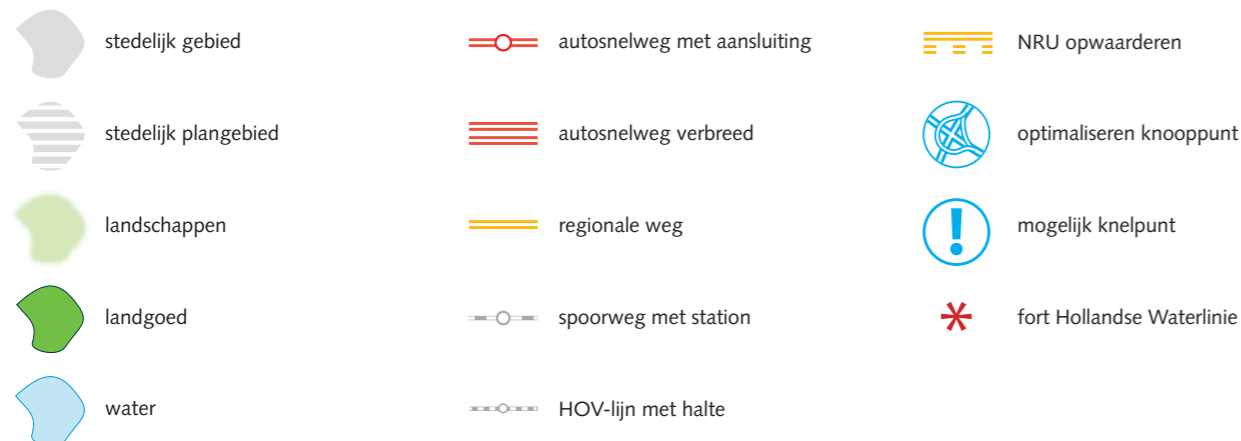 stedelijk gebied
stedelijk plangebied
landschappen
landgoed
water
autosnelweg met aansluiting
autosnelweg verbreed
regionale weg
spoorweg met station
HOV-lijn met halte
NRU opwaarderen
optimaliseren knooppunt
mogelijk knelpunt
fort Hollandse Waterlinie